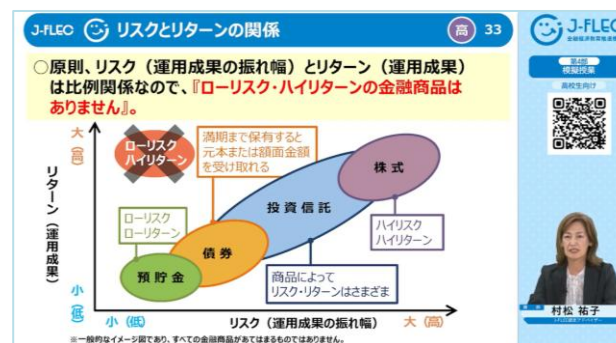 J-FLEC リスクとリターンの関係 高 33
○原則、リスク（運用成果の振れ幅）とリターン（運用成果）
は比例関係なので、『ローリスク・ハイリターンの金融商品は
ありません』。
大（高）
リターン（運用成果）
小（低）
ローリスク
ハイリターン
満期まで保有すると
元本または額面金額
を受け取れる
株式
投資信託
ローリスク
ローリターン
債券
ハイリスク
ハイリターン
預貯金
商品によって
リスク・リターンはさまざま
小（低） リスク（運用成果の振れ幅） 大（高）
※一般的なイメージ図であり、すべての金融商品があてはまるものではありません。
J-FLEC
第4部
模擬授業
高校生向け
村松 祐子